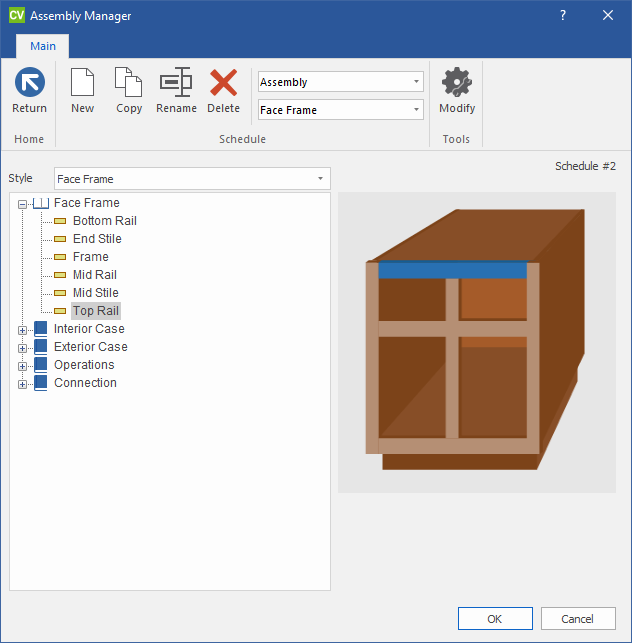 CV Assembly Manager
?
Main
Return
New
Copy
Rename
Delete
Assembly
Face Frame
Modify
Home
Schedule
Tools
Schedule #2
Style
Face Frame
Face Frame
Bottom Rail
End Stile
Frame
Mid Rail
Mid Stile
Top Rail
Interior Case
Exterior Case
Operations
Connection
OK
Cancel